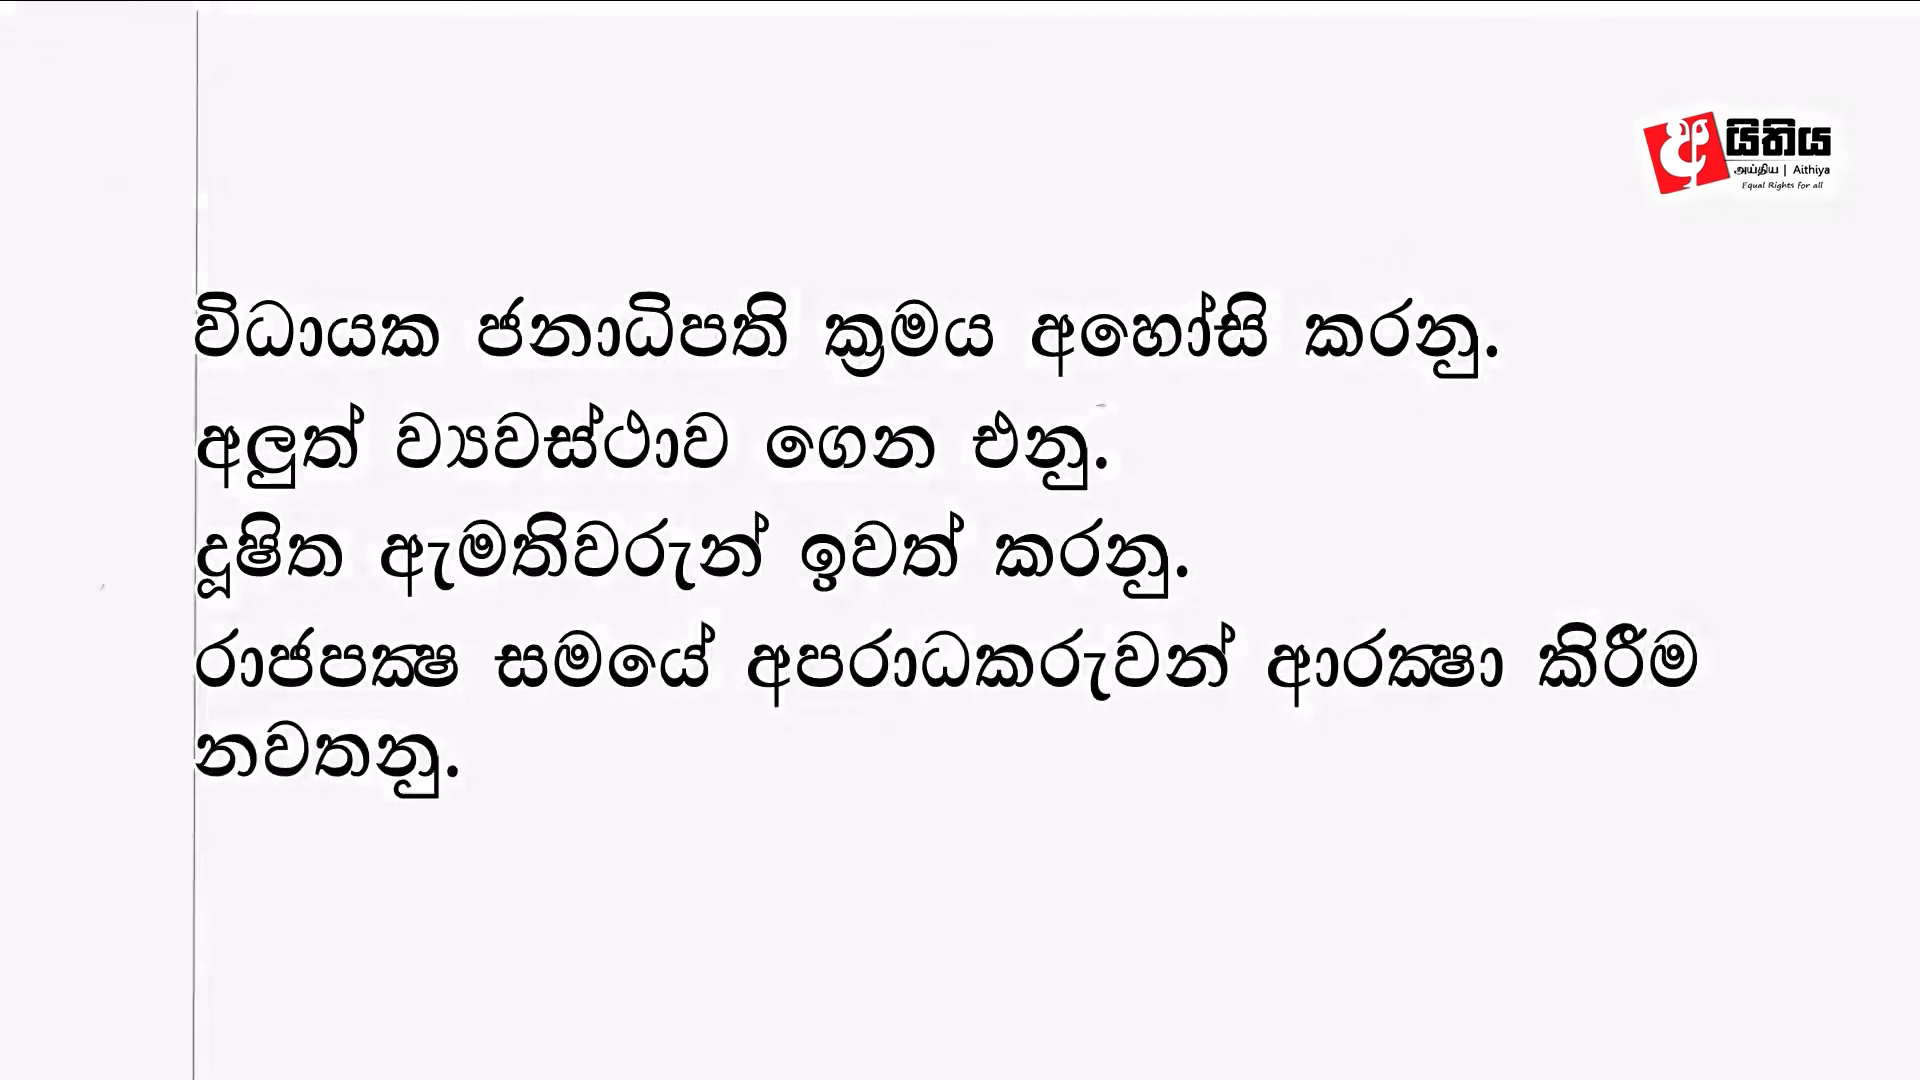 අයිතිය
அய்திய | Aithiya
Equal Rights for all
විධායක ජනාධිපති ක්‍රමය අහෝසි කරනු.
අලුත් ව්‍යවස්ථාව ගෙන එනු.
දූෂිත ඇමතිවරුන් ඉවත් කරනු.
රාජපක්‍ෂ සමයේ අපරාධකරුවන් ආරක්‍ෂා කිරීම
නවතනු.